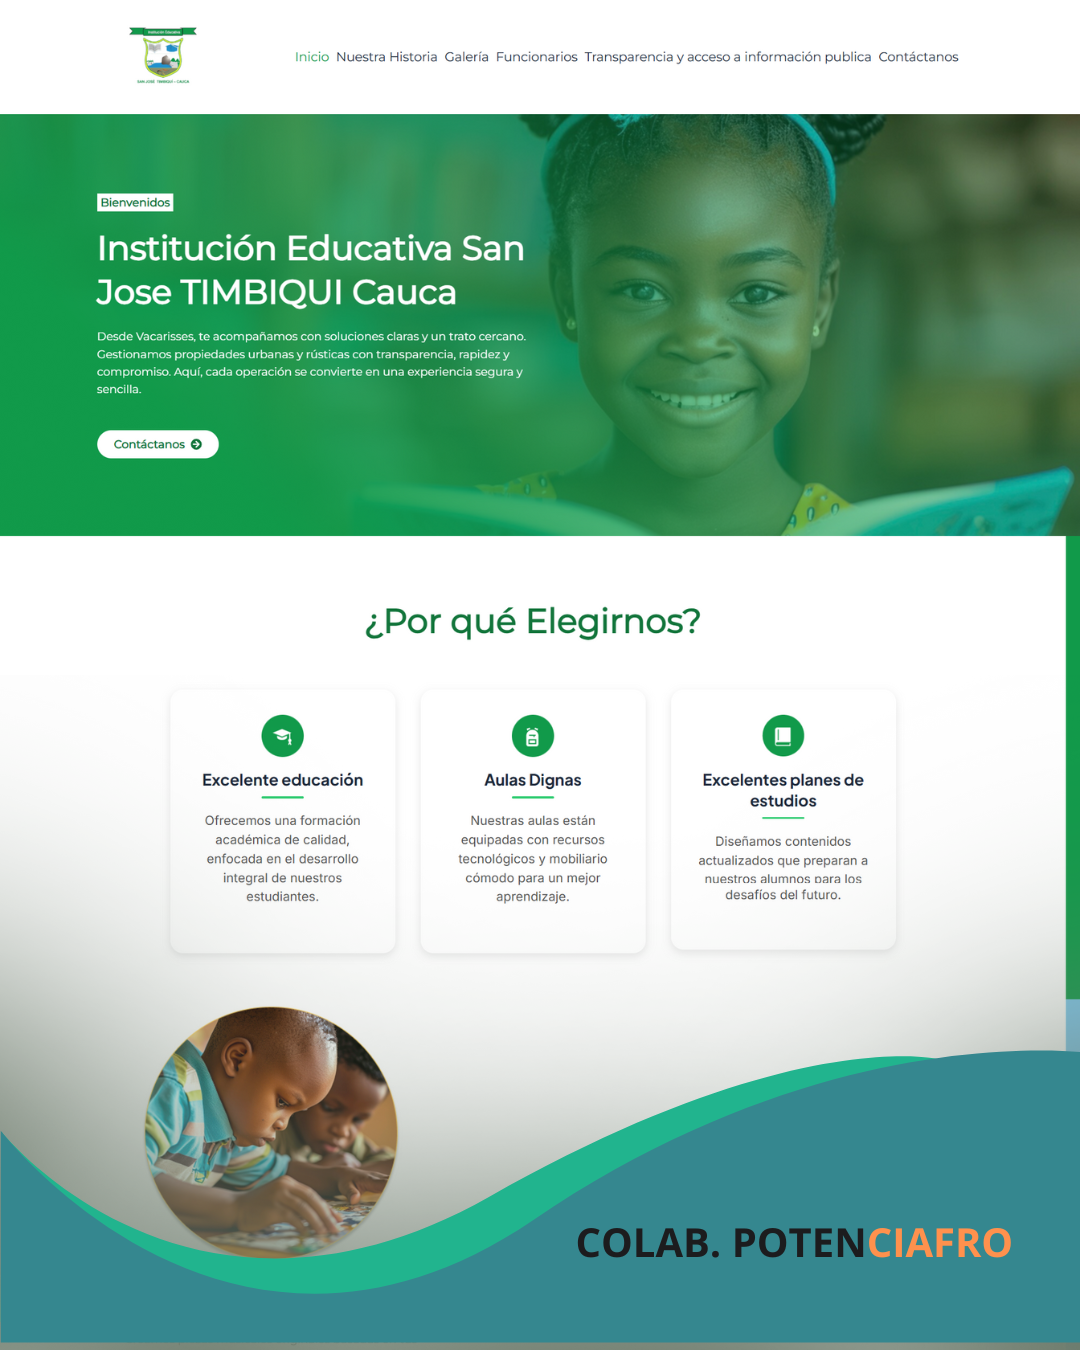 Institución Educativa
SAN JOSÉ TIMBIQUI - CAUCA
Inicio Nuestra Historia Galería Funcionarios Transparencia y acceso a información publica Contáctanos
Bienvenidos
Institución Educativa San
Jose TIMBIQUI Cauca
Desde Vacarisses, te acompañamos con soluciones claras y un trato cercano.
Gestionamos propiedades urbanas y rústicas con transparencia, rapidez y
compromiso. Aquí, cada operación se convierte en una experiencia segura y
sencilla.
Contáctanos
¿Por qué Elegirnos?
Excelente educación
Ofrecemos una formación
académica de calidad,
enfocada en el desarrollo
integral de nuestros
estudiantes.
Aulas Dignas
Nuestras aulas están
equipadas con recursos
tecnológicos y mobiliario
cómodo para un mejor
aprendizaje.
Excelentes planes de
estudios
Diseñamos contenidos
actualizados que preparan a
nuestros alumnos para los
desafíos del futuro.
COLAB. POTENCIAFRO